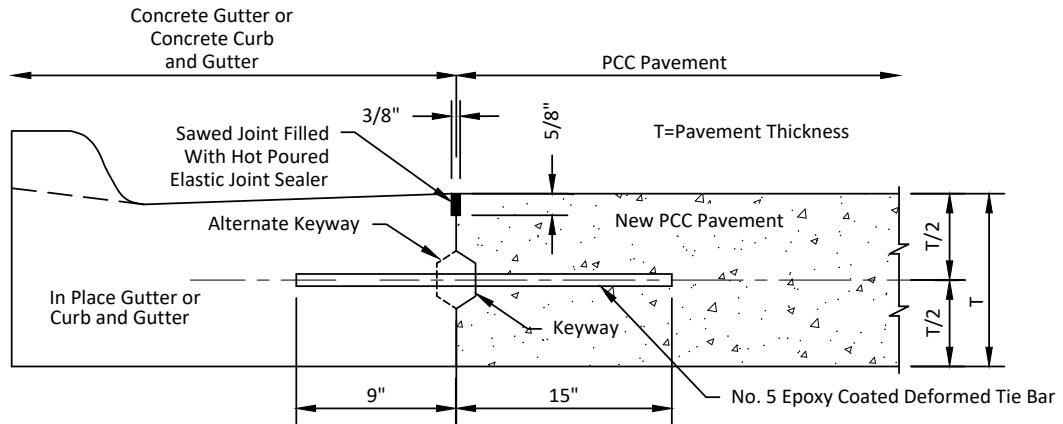 Concrete Gutter or
Concrete Curb
and Gutter
PCC Pavement
3/8"
5/8"
T=Pavement Thickness
Sawed Joint Filled
With Hot Poured
Elastic Joint Sealer
Alternate Keyway
New PCC Pavement
T/2
T
T/2
In Place Gutter or
Curb and Gutter
Keyway
9"
15"
No. 5 Epoxy Coated Deformed Tie Bar